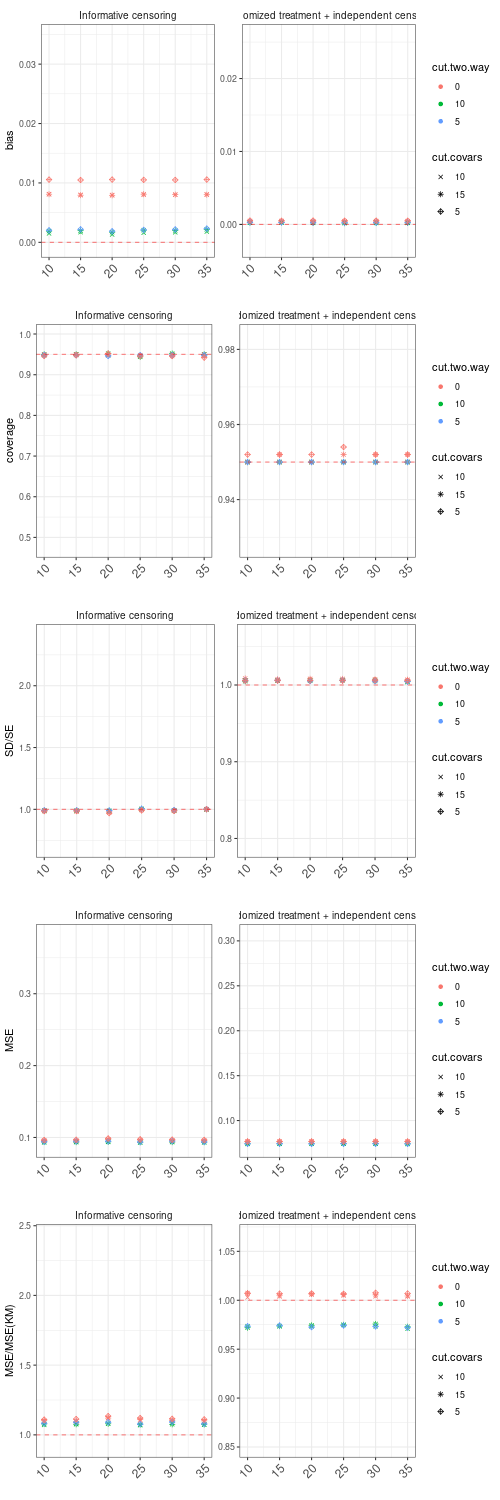 Informative censoring
omized treatment + independent cens
bias
0.03
0.02
0.01
0.00
10 15 20 25 30 35
0.02
0.01
0.00
10 15 20 25 30 35
cut.two.way
0
10
5
cut.covars
10
15
5
Informative censoring
domized treatment + independent cens
coverage
1.0
0.9
0.8
0.7
0.6
0.5
10 15 20 25 30 35
0.98
0.96
0.94
10 15 20 25 30 35
cut.two.way
0
10
5
cut.covars
10
15
5
Informative censoring
domized treatment + independent censo
SD/SE
2.0
1.5
1.0
10 15 20 25 30 35
1.0
0.9
0.8
10 15 20 25 30 35
cut.two.way
0
10
5
cut.covars
10
15
5
Informative censoring
domized treatment + independent cens
MSE
0.3
0.2
0.1
10 15 20 25 30 35
0.30
0.25
0.20
0.15
0.10
10 15 20 25 30 35
cut.two.way
0
10
5
cut.covars
10
15
5
Informative censoring
domized treatment + independent cens
MSE/MSE(KM)
2.5
2.0
1.5
1.0
10 15 20 25 30 35
1.05
1.00
0.95
0.90
0.85
10 15 20 25 30 35
cut.two.way
0
10
5
cut.covars
10
15
5